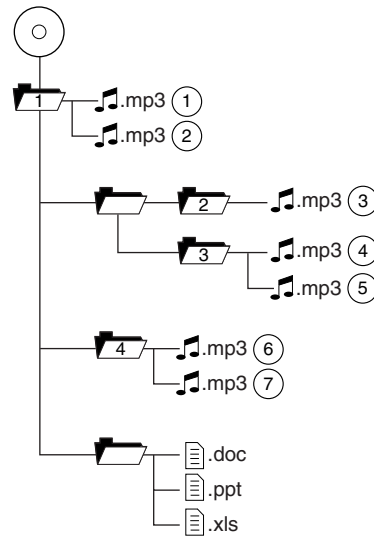 1 .mp3 1
.mp3 2
2 .mp3 3
3 .mp3 4
.mp3 5
4 .mp3 6
.mp3 7
.doc
.ppt
.xls